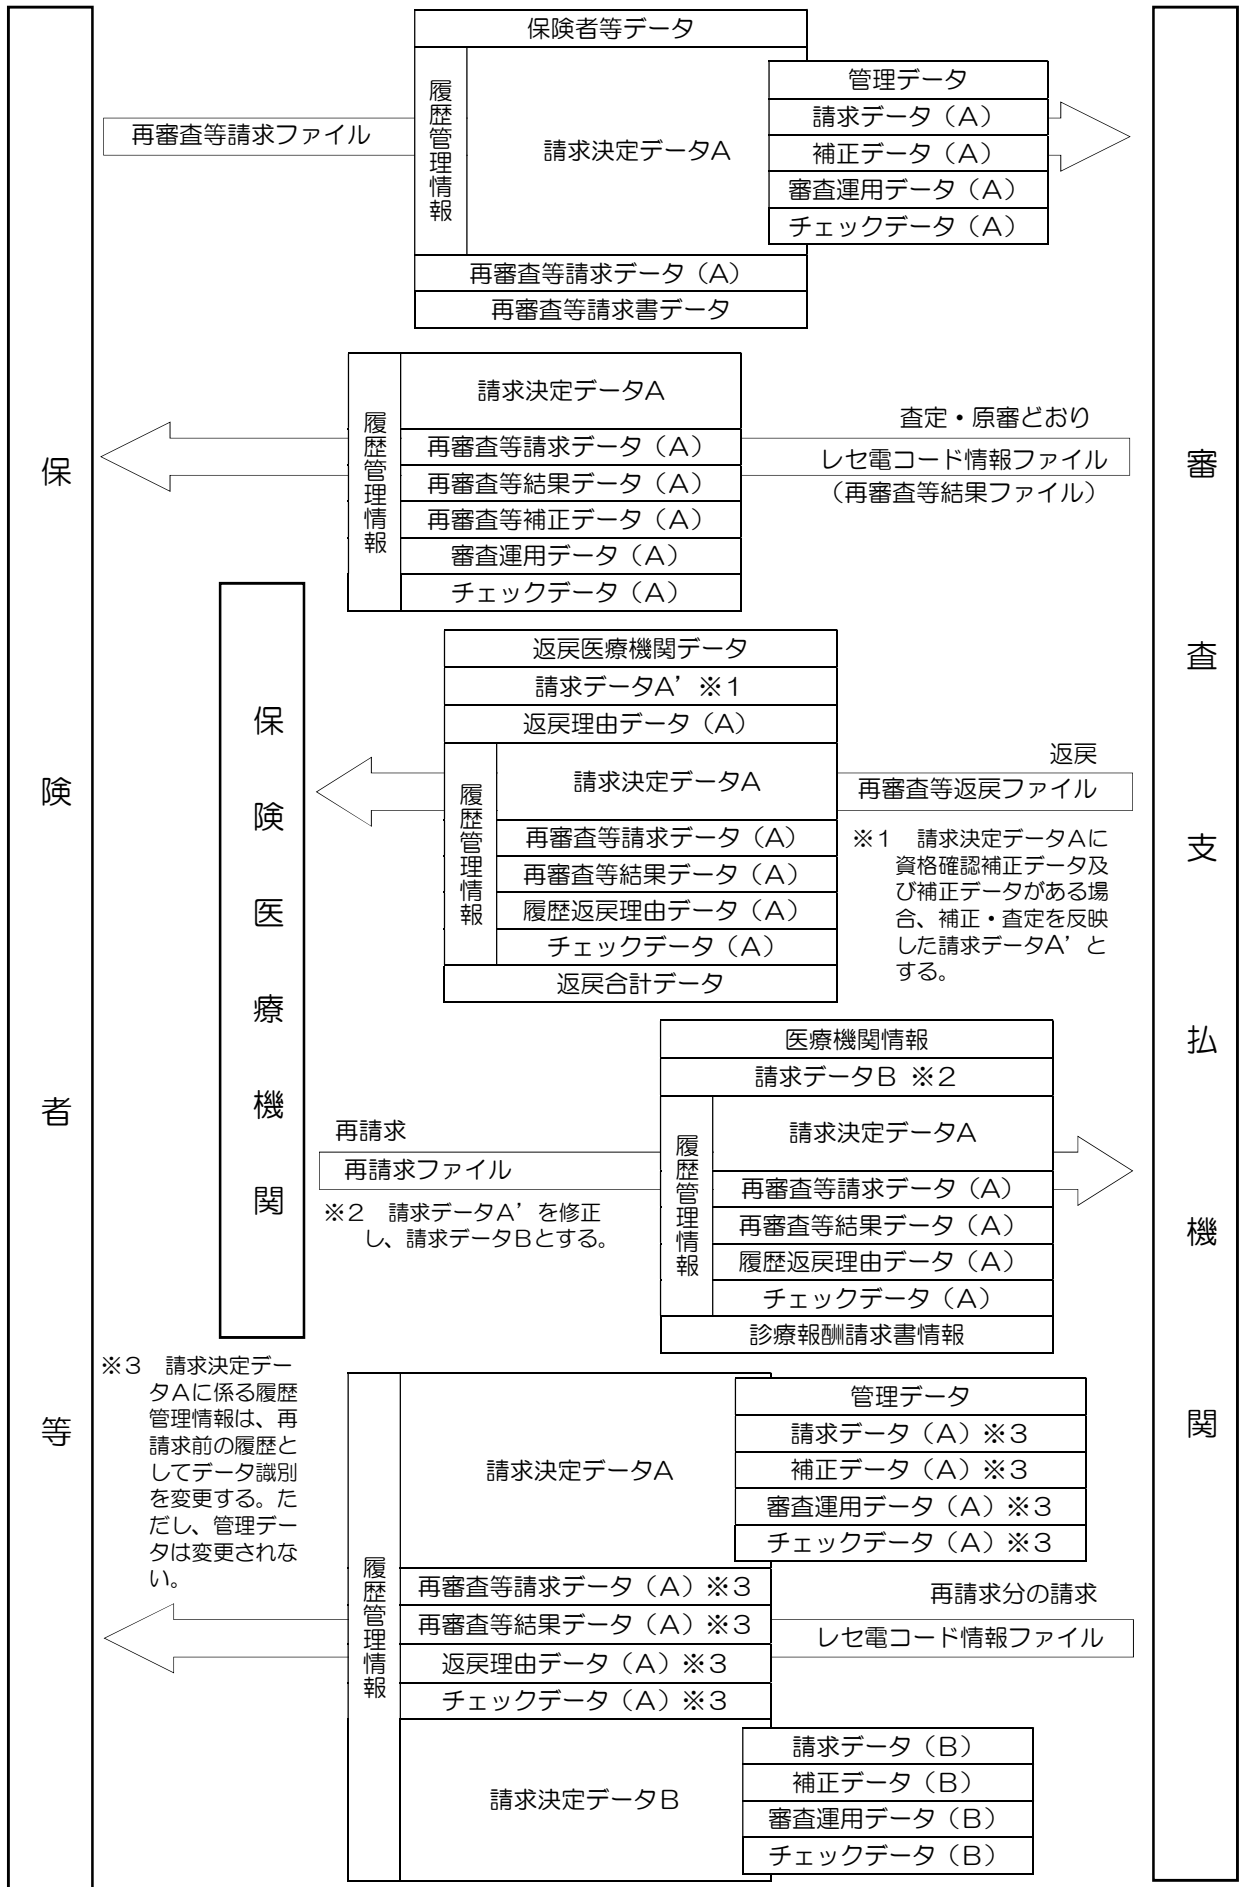 保険者等
審査支払機関
保険医療機関
再審査等請求ファイル
保険者等データ
履歴管理情報
請求決定データA
管理データ
請求データ（A）
補正データ（A）
審査運用データ（A）
チェックデータ（A）
再審査等請求データ（A）
再審査等請求書データ
履歴管理情報
請求決定データA
再審査等請求データ（A）
再審査等結果データ（A）
再審査等補正データ（A）
審査運用データ（A）
チェックデータ（A）
査定・原審どおり
レセ電コード情報ファイル
（再審査等結果ファイル）
返戻医療機関データ
請求データA’ ※1
返戻理由データ（A）
履歴管理情報
請求決定データA
再審査等請求データ（A）
再審査等結果データ（A）
履歴返戻理由データ（A）
チェックデータ（A）
返戻合計データ
返戻
再審査等返戻ファイル
※1　請求決定データAに
資格確認補正データ及
び補正データがある場
合、補正・査定を反映
した請求データA’と
する。
再請求
再請求ファイル
※2　請求データA’を修正
し、請求データBとする。
医療機関情報
請求データB ※2
履歴管理情報
請求決定データA
再審査等請求データ（A）
再審査等結果データ（A）
履歴返戻理由データ（A）
チェックデータ（A）
診療報酬請求書情報
※3　請求決定デー
タAに係る履歴
管理情報は、再
請求前の履歴と
してデータ識別
を変更する。た
だし、管理デー
タは変更されな
い。
履歴管理情報
請求決定データA
管理データ
請求データ（A）※3
補正データ（A）※3
審査運用データ（A）※3
チェックデータ（A）※3
再審査等請求データ（A）※3
再審査等結果データ（A）※3
返戻理由データ（A）※3
チェックデータ（A）※3
再請求分の請求
レセ電コード情報ファイル
請求決定データB
請求データ（B）
補正データ（B）
審査運用データ（B）
チェックデータ（B）